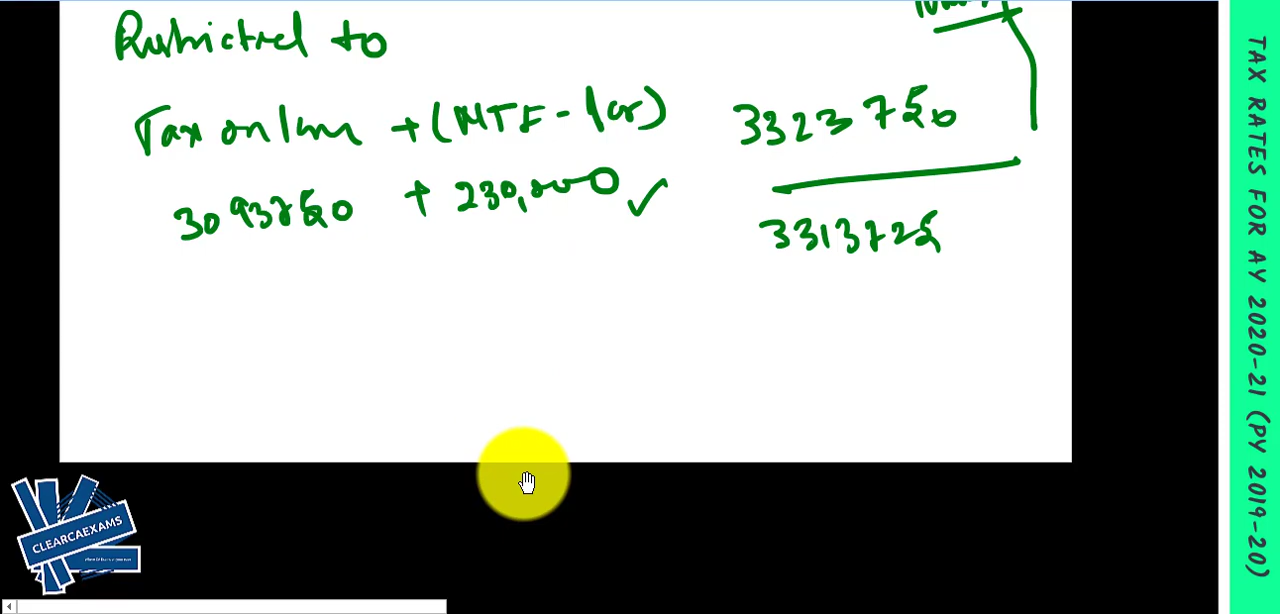 Restricted to
Tax on 1cr + (MTI - 1cr) 3323750
3093750 + 230,000 ✓
3313725
CLEARCAEXAMS
TAX RATES FOR AY 2020-21 (PY 2019-20)